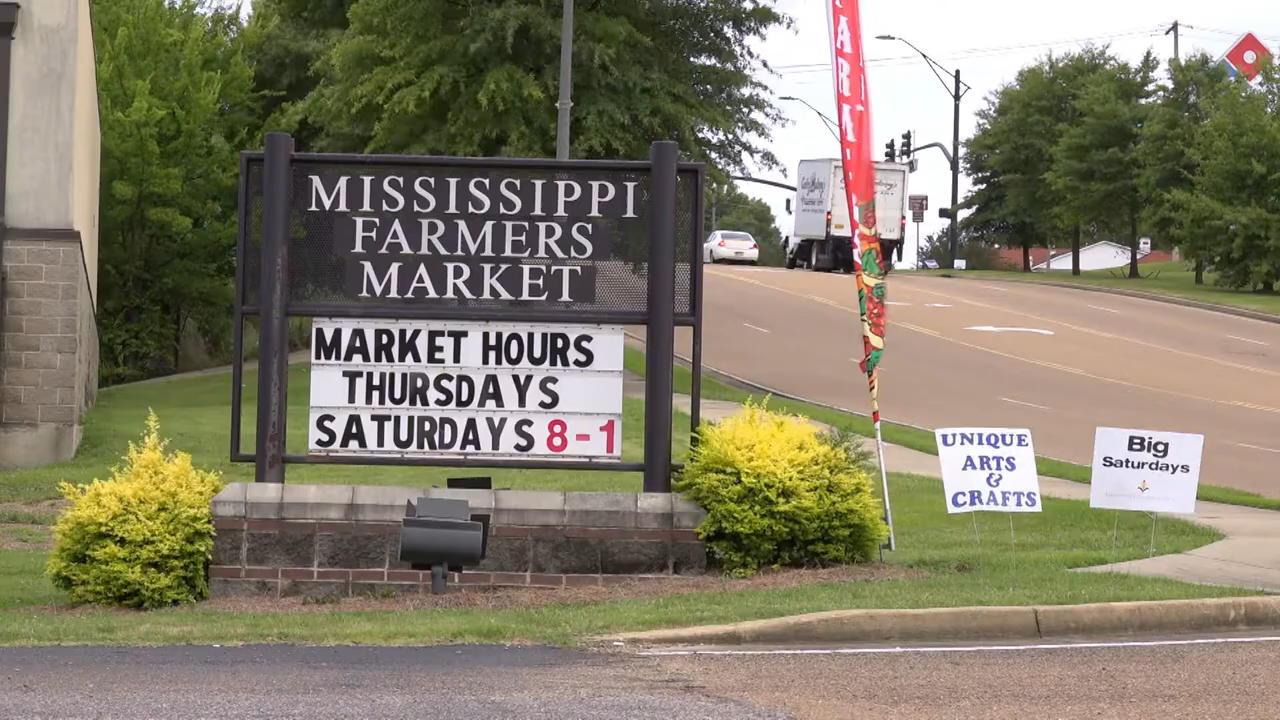 MISSISSIPPI
FARMERS
MARKET
MARKET HOURS
THURSDAYS
SATURDAYS 8-1
UNIQUE
ARTS
&
CRAFTS
Big
Saturdays